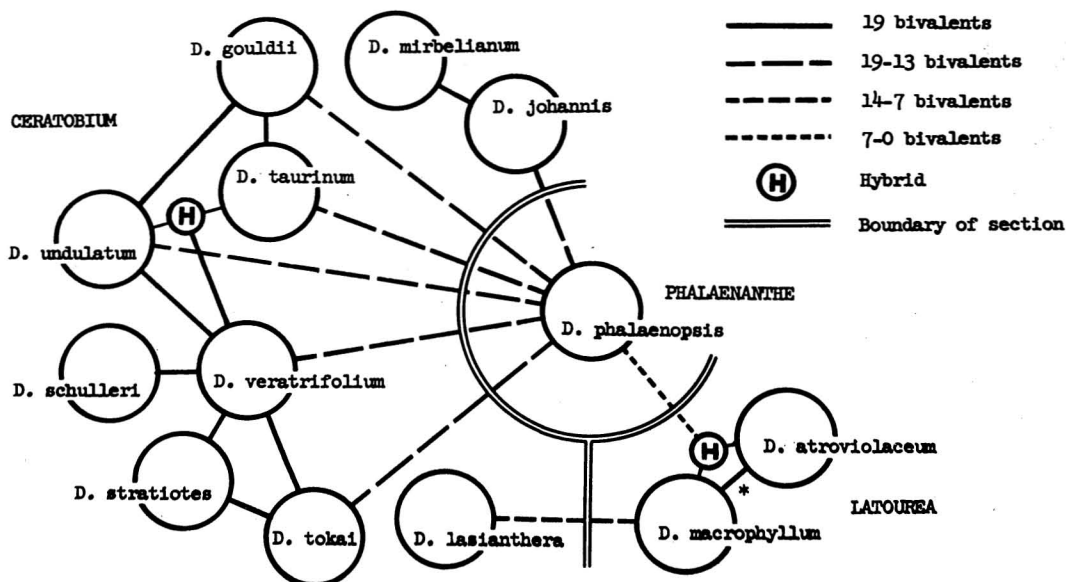 D. gouldii
D. mirbelianum
D. johannis
CERATOBIUM
D. taurinum
H
D. undulatum
PHALAENANTHE
D. phalaenopsis
D. schulleri
D. veratrifolium
H
D. atroviolaceum
D. stratiotes
*
LATOUREA
D. tokai
D. lasianthera
D. macrophyllum
19 bivalents
19-13 bivalents
14-7 bivalents
7-0 bivalents
H Hybrid
Boundary of section